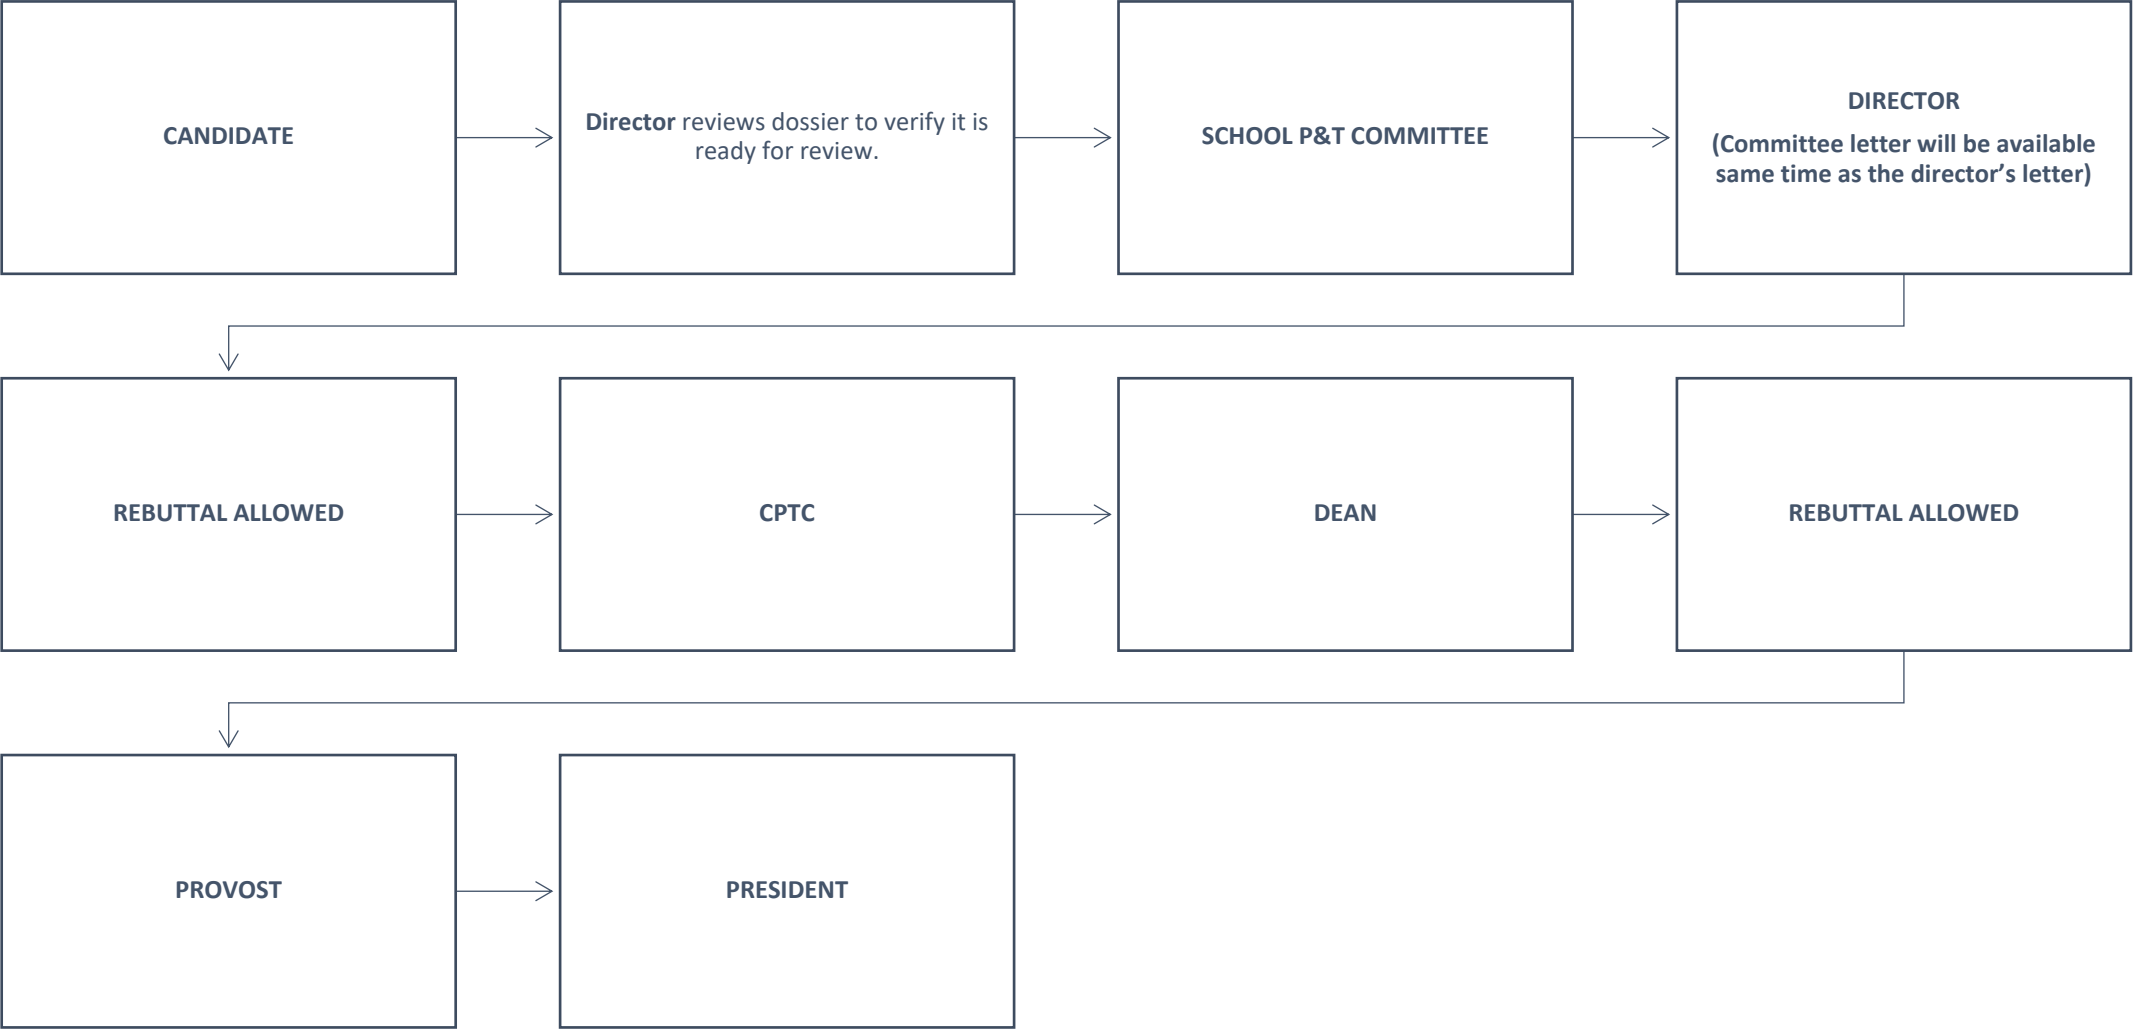 CANDIDATE
Director reviews dossier to verify it is
ready for review.
SCHOOL P&T COMMITTEE
DIRECTOR
(Committee letter will be available
same time as the director’s letter)
REBUTTAL ALLOWED
CPTC
DEAN
REBUTTAL ALLOWED
PROVOST
PRESIDENT